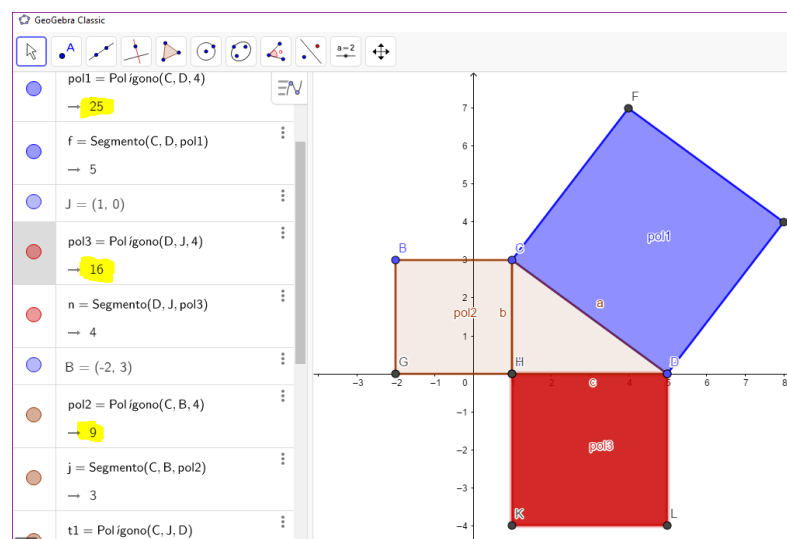 GeoGebra Classic
A
a=2
pol1 = Polígono(C, D, 4)
→ 25
f = Segmento(C, D, pol1)
→ 5
J = (1, 0)
pol3 = Polígono(D, J, 4)
→ 16
n = Segmento(D, J, pol3)
→ 4
B = (-2, 3)
pol2 = Polígono(C, B, 4)
→ 9
j = Segmento(C, B, pol2)
→ 3
t1 = Polígono(C, J, D)
F
7
6
5
4
pol1
B
C
3
2
a
pol2
b
1
G
H
D
−3 −2 −1 0 2 4 5 6 7 8
c
−1
−2
pol3
−3
K
L
−4